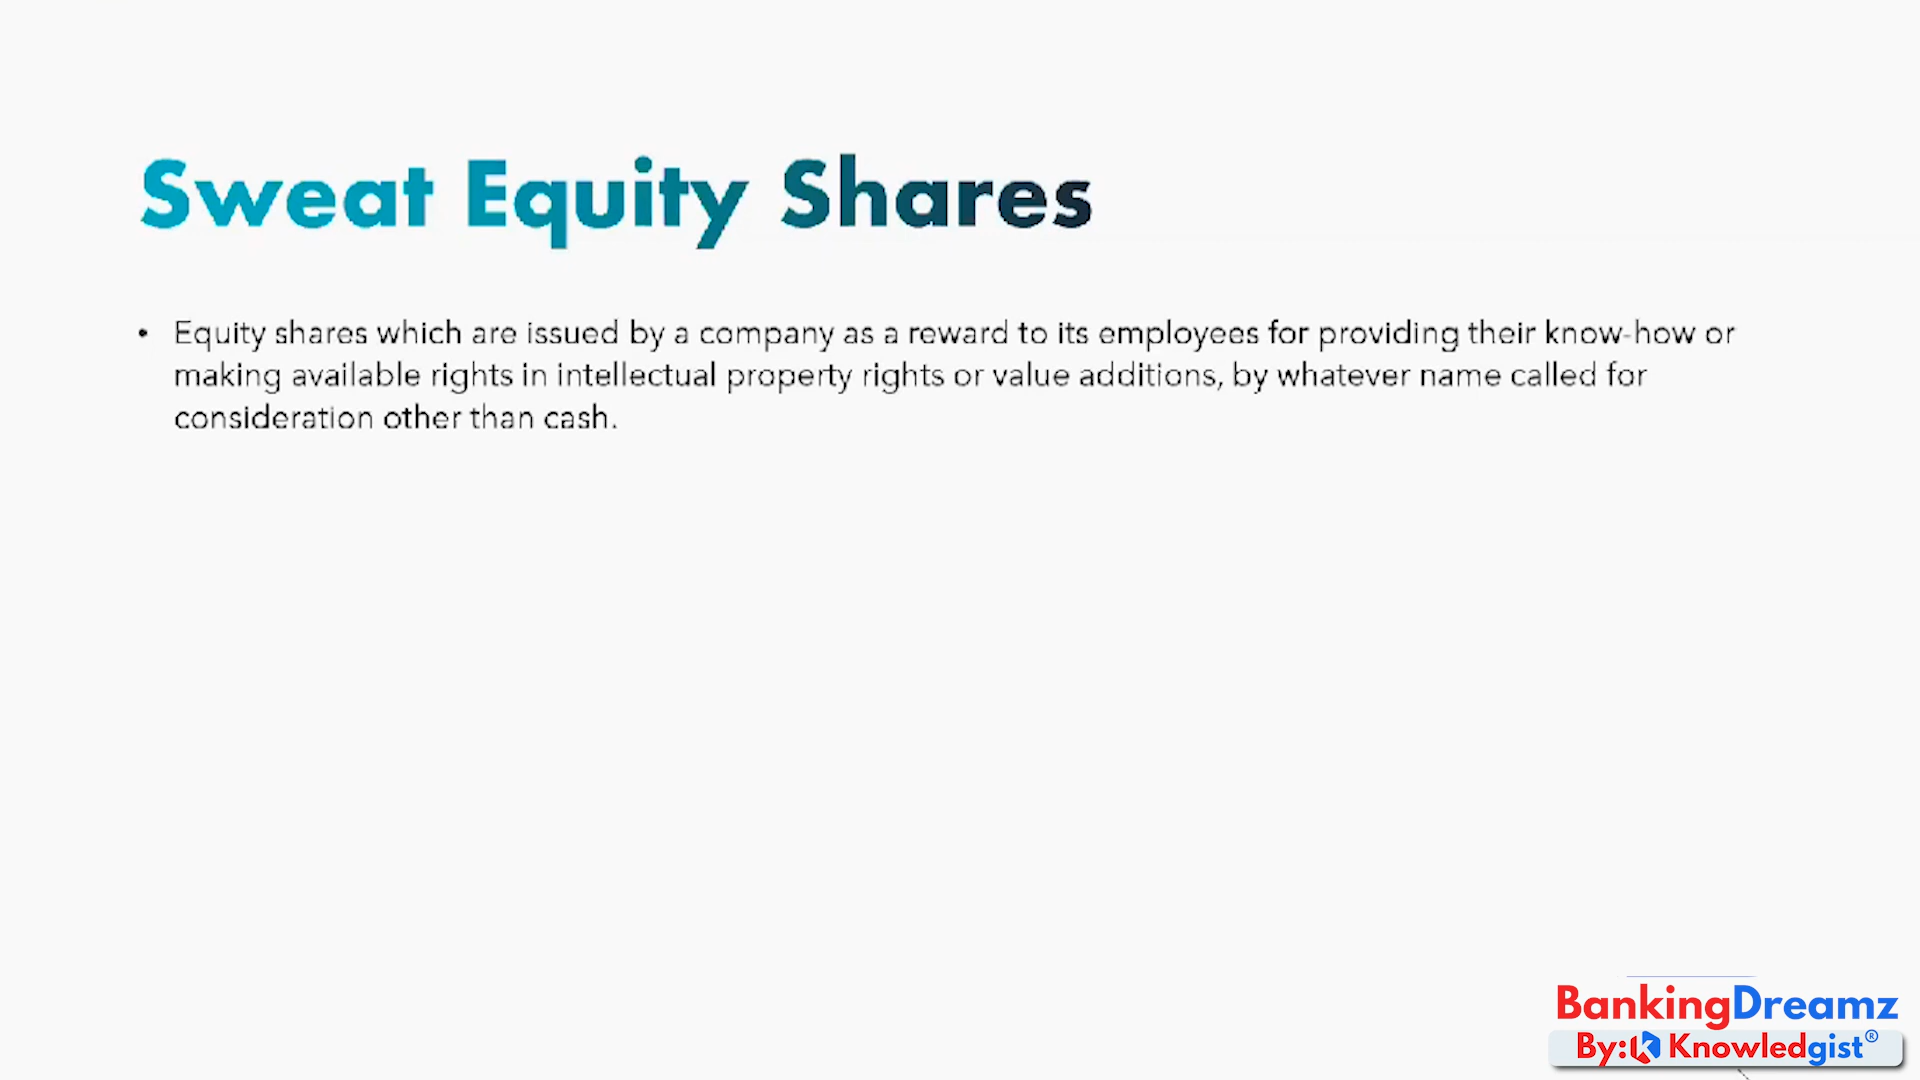 Sweat Equity Shares
• Equity shares which are issued by a company as a reward to its employees for providing their know-how or
making available rights in intellectual property rights or value additions, by whatever name called for
consideration other than cash.
BankingDreamz
By: Knowledgist®